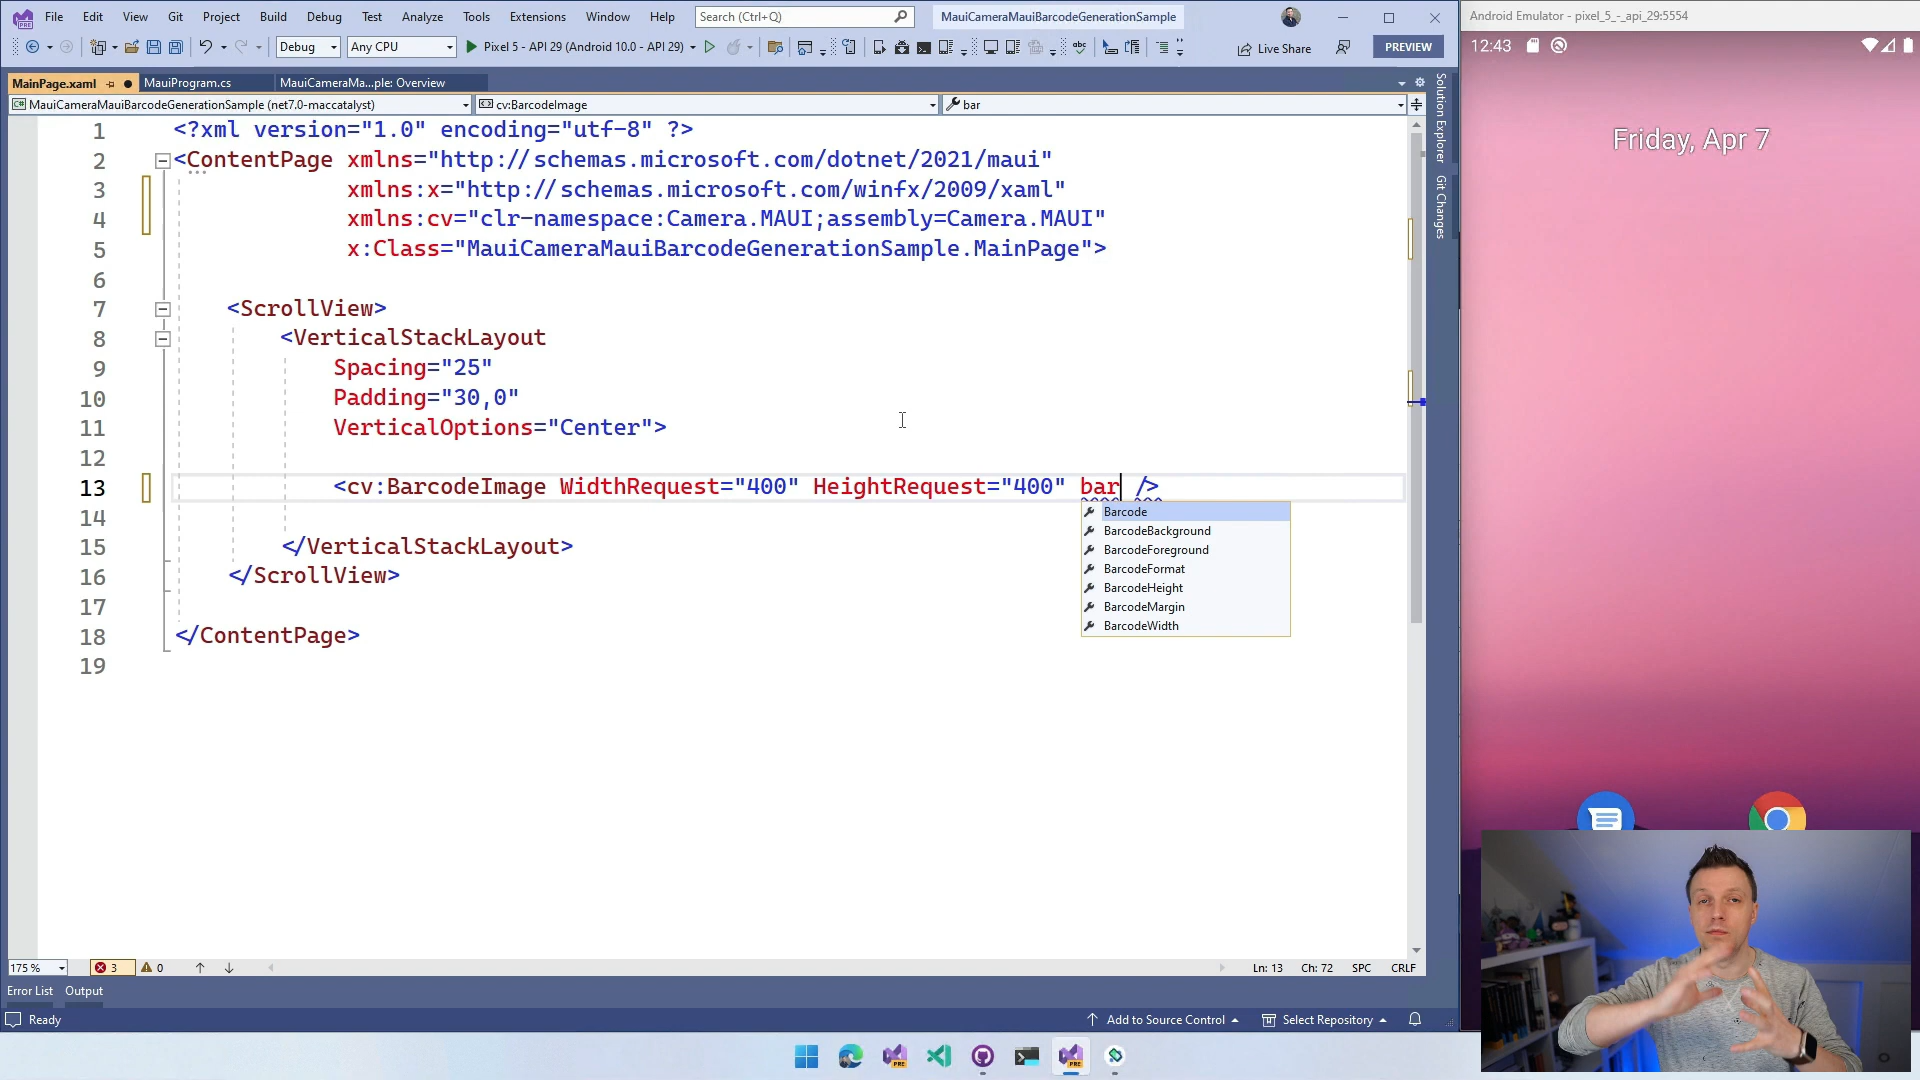 File Edit View Git Project Build Debug Test Analyze Tools Extensions Window Help Search (Ctrl+Q) MauiCameraMauiBarcodeGenerationSample
Debug Any CPU Pixel 5 - API 29 (Android 10.0 - API 29) Live Share PREVIEW
MainPage.xaml MauiProgram.cs MauiCameraMa...ple: Overview
MauiCameraMauiBarcodeGenerationSample (net7.0-maccatalyst) cv:BarcodeImage bar
1 <?xml version="1.0" encoding="utf-8" ?>
2 <ContentPage xmlns="http://schemas.microsoft.com/dotnet/2021/maui"
3 xmlns:x="http://schemas.microsoft.com/winfx/2009/xaml"
4 xmlns:cv="clr-namespace:Camera.MAUI;assembly=Camera.MAUI"
5 x:Class="MauiCameraMauiBarcodeGenerationSample.MainPage">
6
7 <ScrollView>
8 <VerticalStackLayout
9 Spacing="25"
10 Padding="30,0"
11 VerticalOptions="Center">
12
13 <cv:BarcodeImage WidthRequest="400" HeightRequest="400" bar />
Barcode
BarcodeBackground
BarcodeForeground
BarcodeFormat
BarcodeHeight
BarcodeMargin
BarcodeWidth
14
15 </VerticalStackLayout>
16 </ScrollView>
17
18 </ContentPage>
19
175 % 3 0 Ln: 13 Ch: 72 SPC CRLF
Error List Output
Ready Add to Source Control Select Repository
Solution Explorer
Git Changes
Android Emulator - pixel_5_-_api_29:5554
12:43
Friday, Apr 7
PRE
PRE
PRE